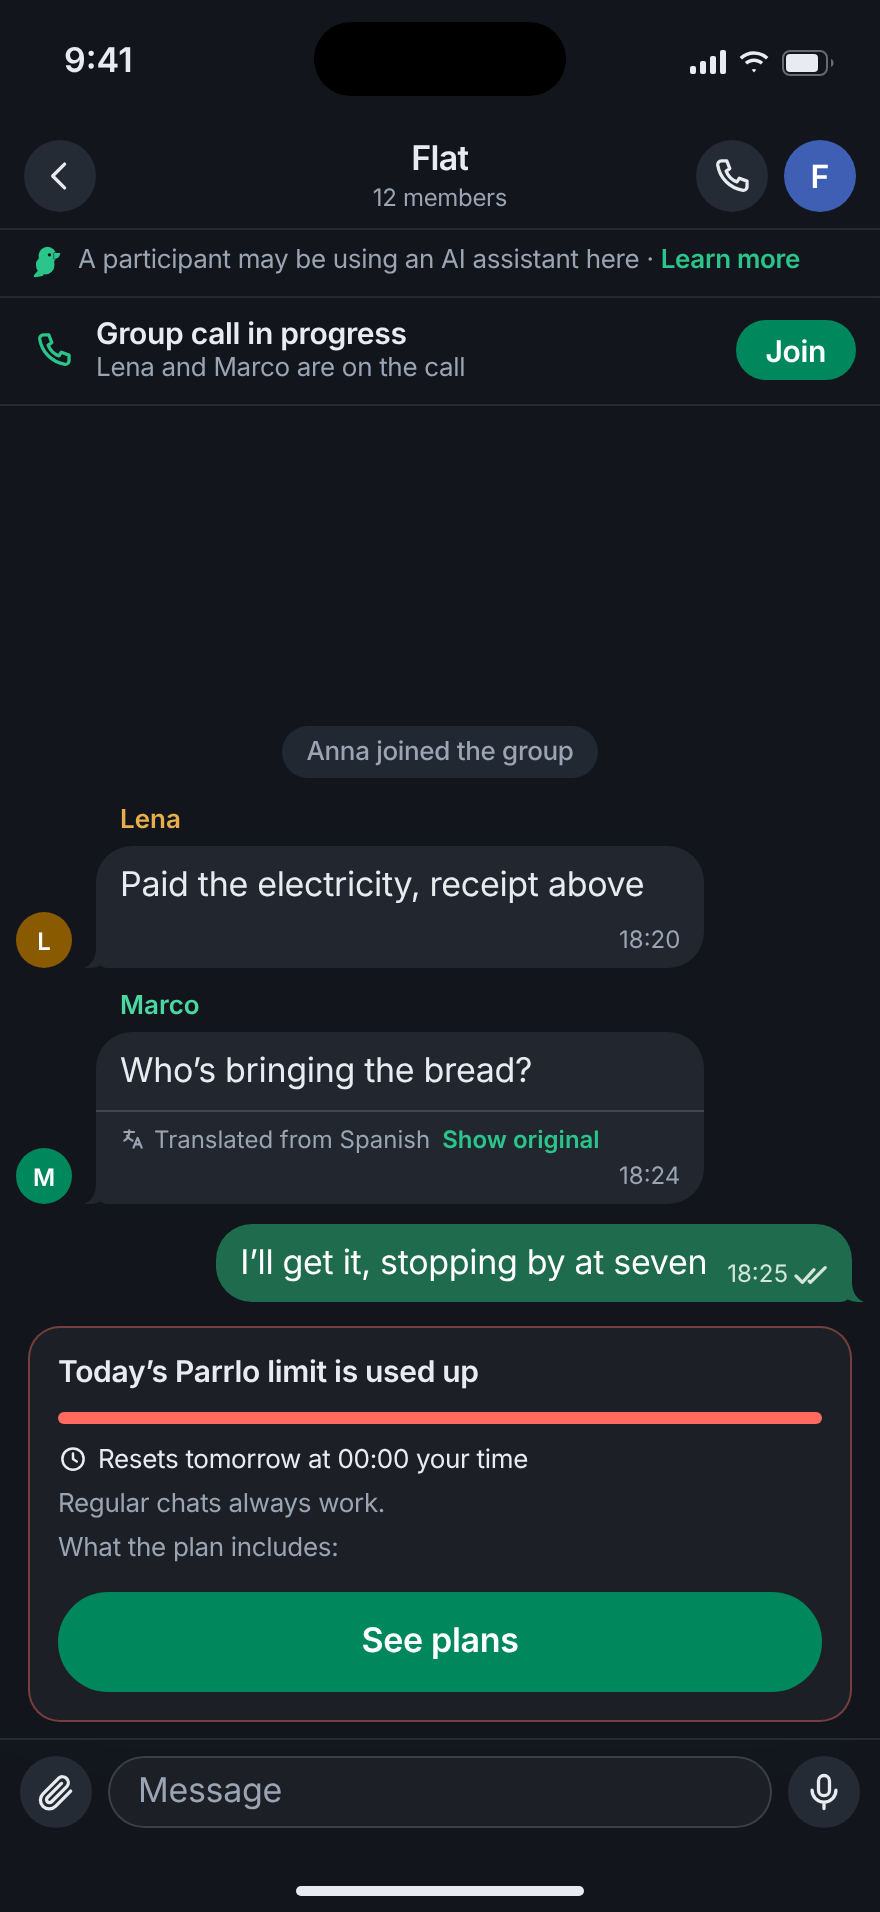 9:41
Flat
12 members
F
A participant may be using an AI assistant here · Learn more
Group call in progress
Lena and Marco are on the call
Join
Anna joined the group
Lena
Paid the electricity, receipt above
18:20
L
Marco
Who’s bringing the bread?
Translated from Spanish Show original
18:24
M
I’ll get it, stopping by at seven 18:25
Today’s Parrlo limit is used up
Resets tomorrow at 00:00 your time
Regular chats always work.
What the plan includes:
See plans
Message